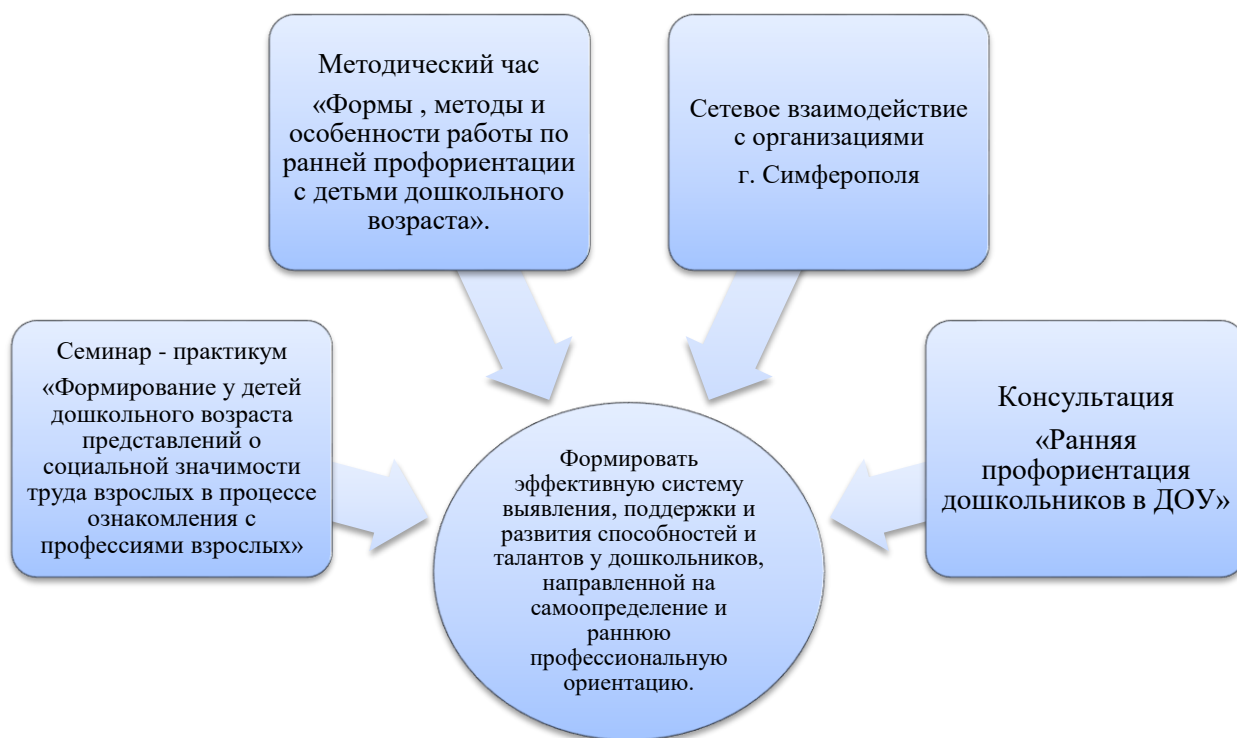 Методический час
«Формы , методы и
особенности работы по
ранней профориентации
с детьми дошкольного
возраста».
Сетевое взаимодействие
с организациями
г. Симферополя
Семинар - практикум
«Формирование у детей
дошкольного возраста
представлений о
социальной значимости
труда взрослых в процессе
ознакомления с
профессиями взрослых»
Консультация
«Ранняя
профориентация
дошкольников в ДОУ»
Формировать
эффективную систему
выявления, поддержки и
развития способностей и
талантов у дошкольников,
направленной на
самоопределение и
раннюю
профессиональную
ориентацию.